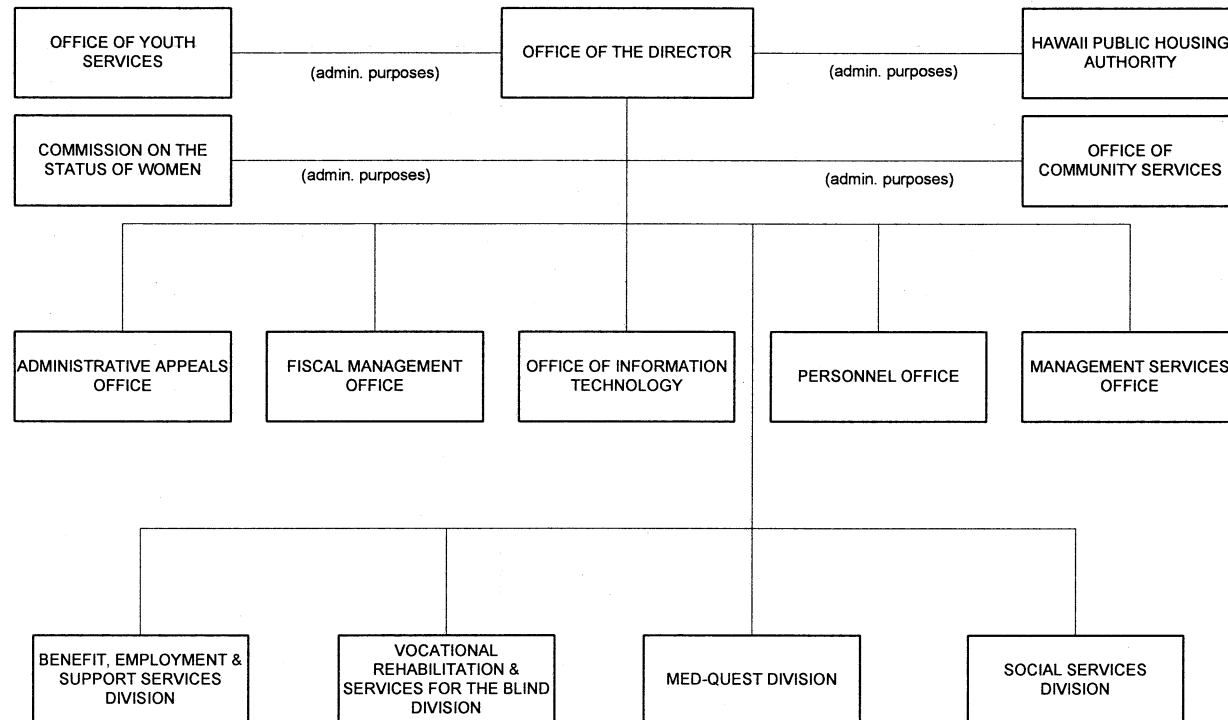 OFFICE OF YOUTH
SERVICES
(admin. purposes)
OFFICE OF THE DIRECTOR
(admin. purposes)
HAWAII PUBLIC HOUSING
AUTHORITY
COMMISSION ON THE
STATUS OF WOMEN
(admin. purposes)
(admin. purposes)
OFFICE OF
COMMUNITY SERVICES
ADMINISTRATIVE APPEALS
OFFICE
FISCAL MANAGEMENT
OFFICE
OFFICE OF INFORMATION
TECHNOLOGY
PERSONNEL OFFICE
MANAGEMENT SERVICES
OFFICE
BENEFIT, EMPLOYMENT &
SUPPORT SERVICES
DIVISION
VOCATIONAL
REHABILITATION &
SERVICES FOR THE BLIND
DIVISION
MED-QUEST DIVISION
SOCIAL SERVICES
DIVISION